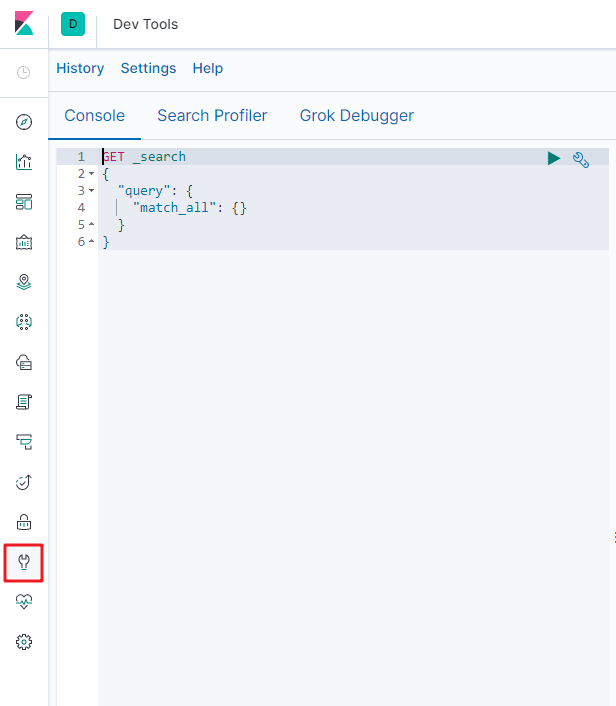 D Dev Tools
History Settings Help
Console Search Profiler Grok Debugger
1 GET _search
2 {
3 "query": {
4 "match_all": {}
5 }
6 }